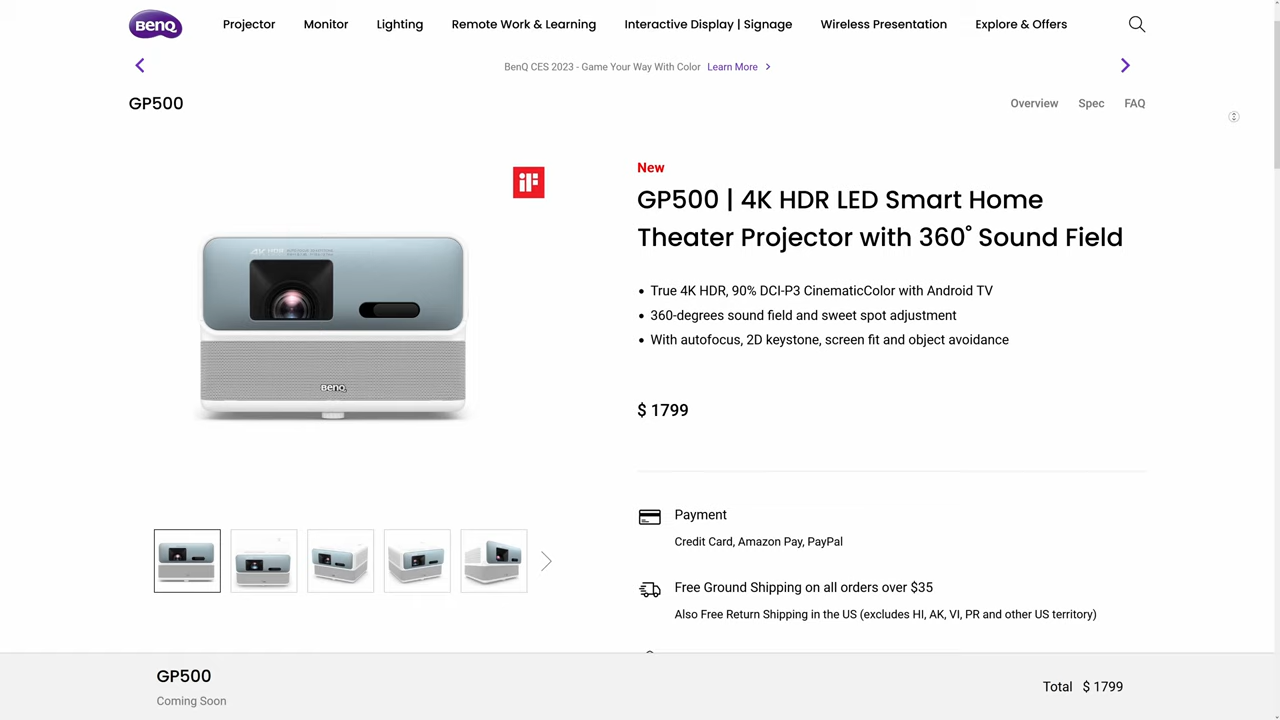 BenQ
Projector
Monitor
Lighting
Remote Work & Learning
Interactive Display | Signage
Wireless Presentation
Explore & Offers
BenQ CES 2023 - Game Your Way With Color Learn More
GP500
Overview
Spec
FAQ
iF
New
GP500 | 4K HDR LED Smart Home
Theater Projector with 360˚ Sound Field
True 4K HDR, 90% DCI-P3 CinematicColor with Android TV
360-degrees sound field and sweet spot adjustment
With autofocus, 2D keystone, screen fit and object avoidance
4K HDR
BenQ
$ 1799
Payment
Credit Card, Amazon Pay, PayPal
Free Ground Shipping on all orders over $35
Also Free Return Shipping in the US (excludes HI, AK, VI, PR and other US territory)
GP500
Coming Soon
Total $ 1799